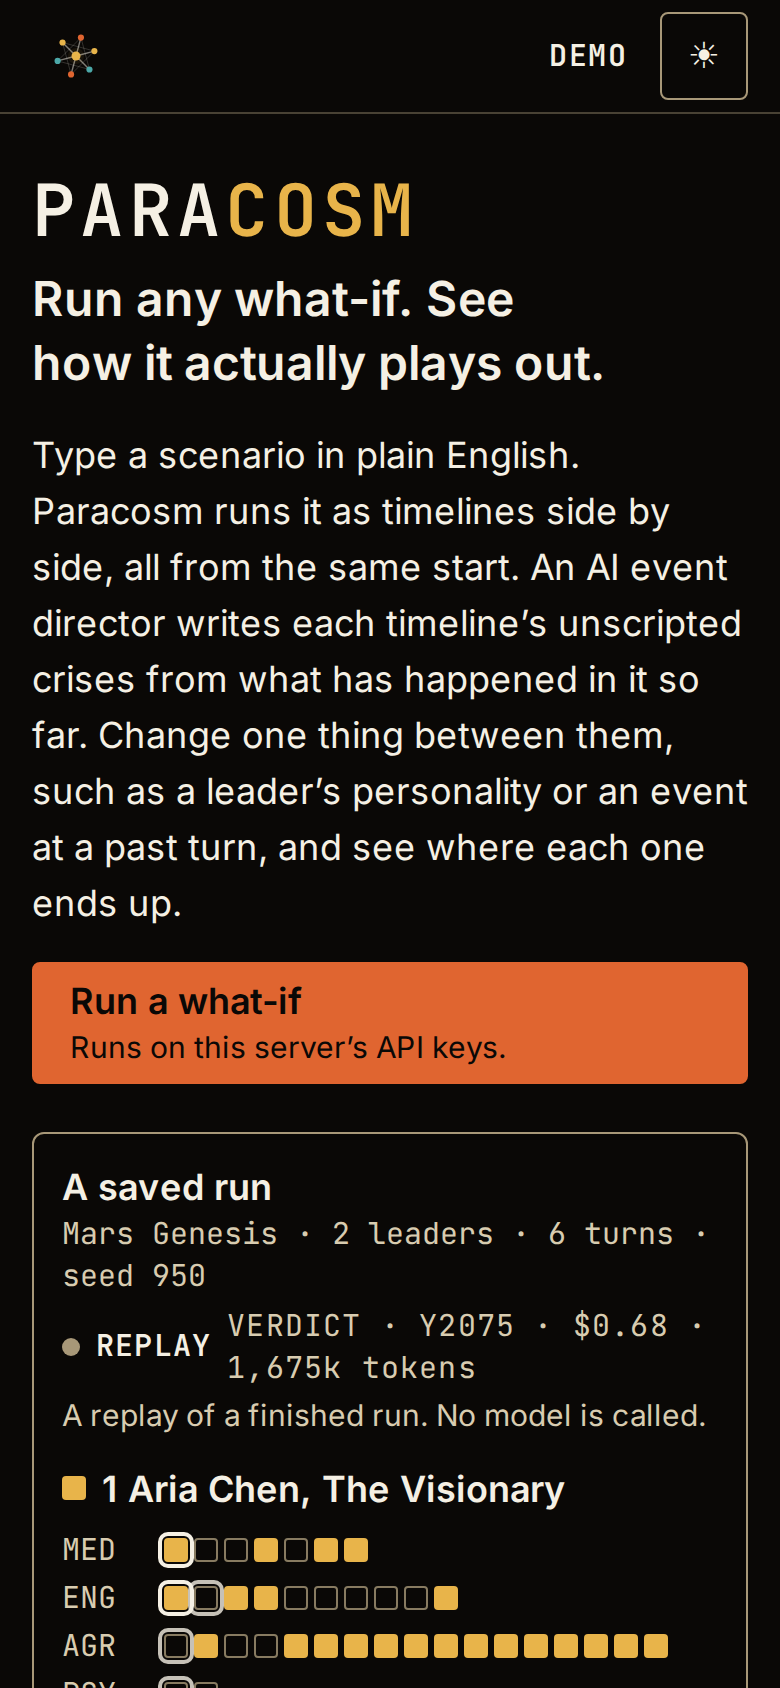 DEMO
PARACOSM
Run any what-if. See
how it actually plays out.
Type a scenario in plain English.
Paracosm runs it as timelines side by
side, all from the same start. An AI event
director writes each timeline’s unscripted
crises from what has happened in it so
far. Change one thing between them,
such as a leader’s personality or an event
at a past turn, and see where each one
ends up.
Run a what-if
Runs on this server’s API keys.
A saved run
Mars Genesis · 2 leaders · 6 turns ·
seed 950
REPLAY VERDICT · Y2075 · $0.68 ·
1,675k tokens
A replay of a finished run. No model is called.
1 Aria Chen, The Visionary
MED
ENG
AGR